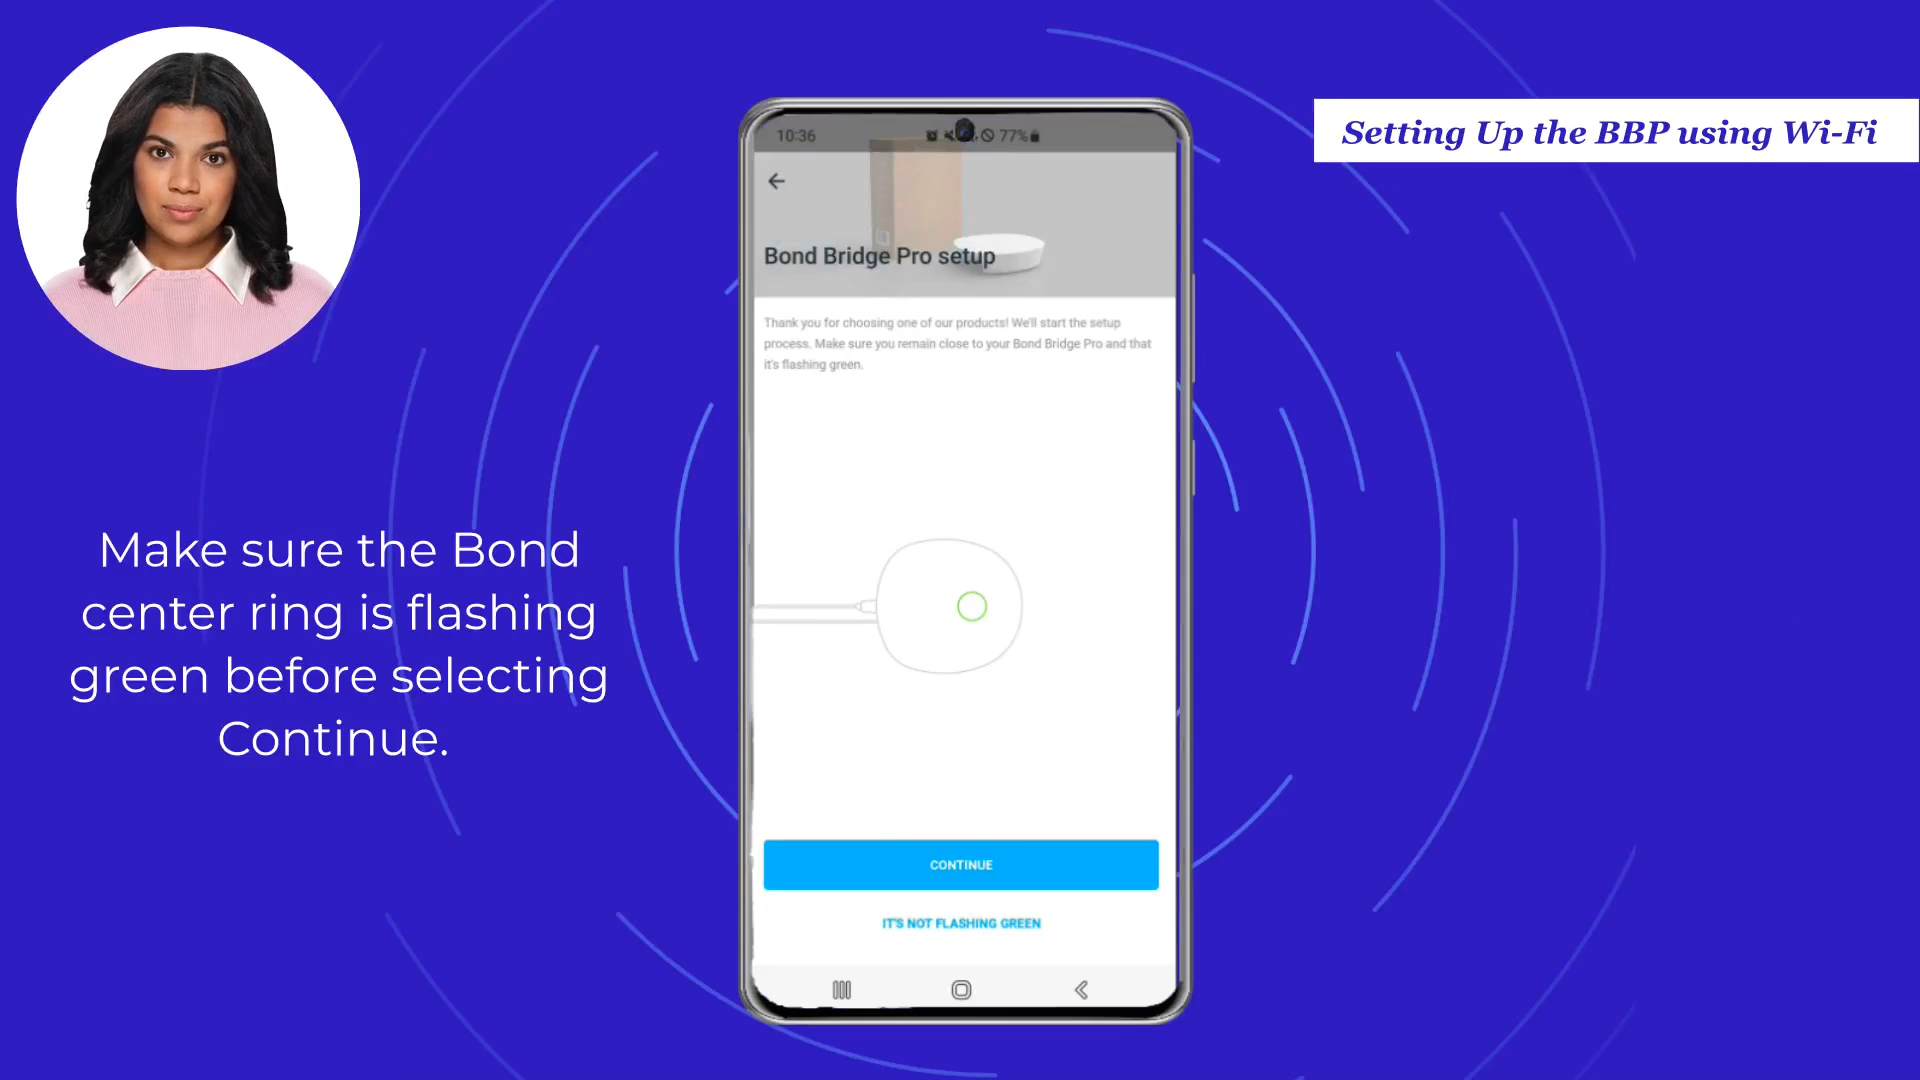 Setting Up the BBP using Wi-Fi
10:36
77%
Bond Bridge Pro setup
Thank you for choosing one of our products! We'll start the setup
process. Make sure you remain close to your Bond Bridge Pro and that
it's flashing green.
Make sure the Bond
center ring is flashing
green before selecting
Continue.
CONTINUE
IT'S NOT FLASHING GREEN